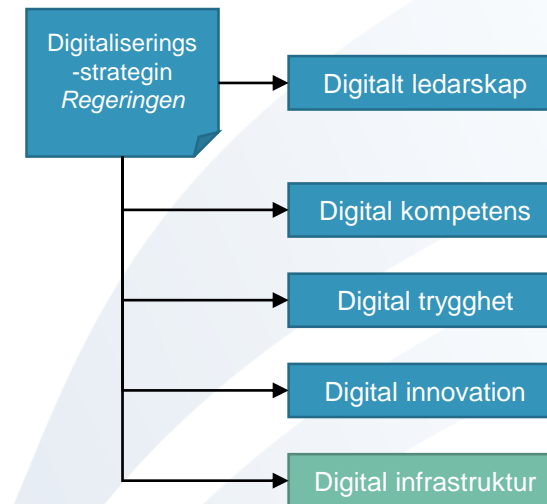 Digitaliserings
-strategin
Regeringen
Digitalt ledarskap
Digital kompetens
Digital trygghet
Digital innovation
Digital infrastruktur